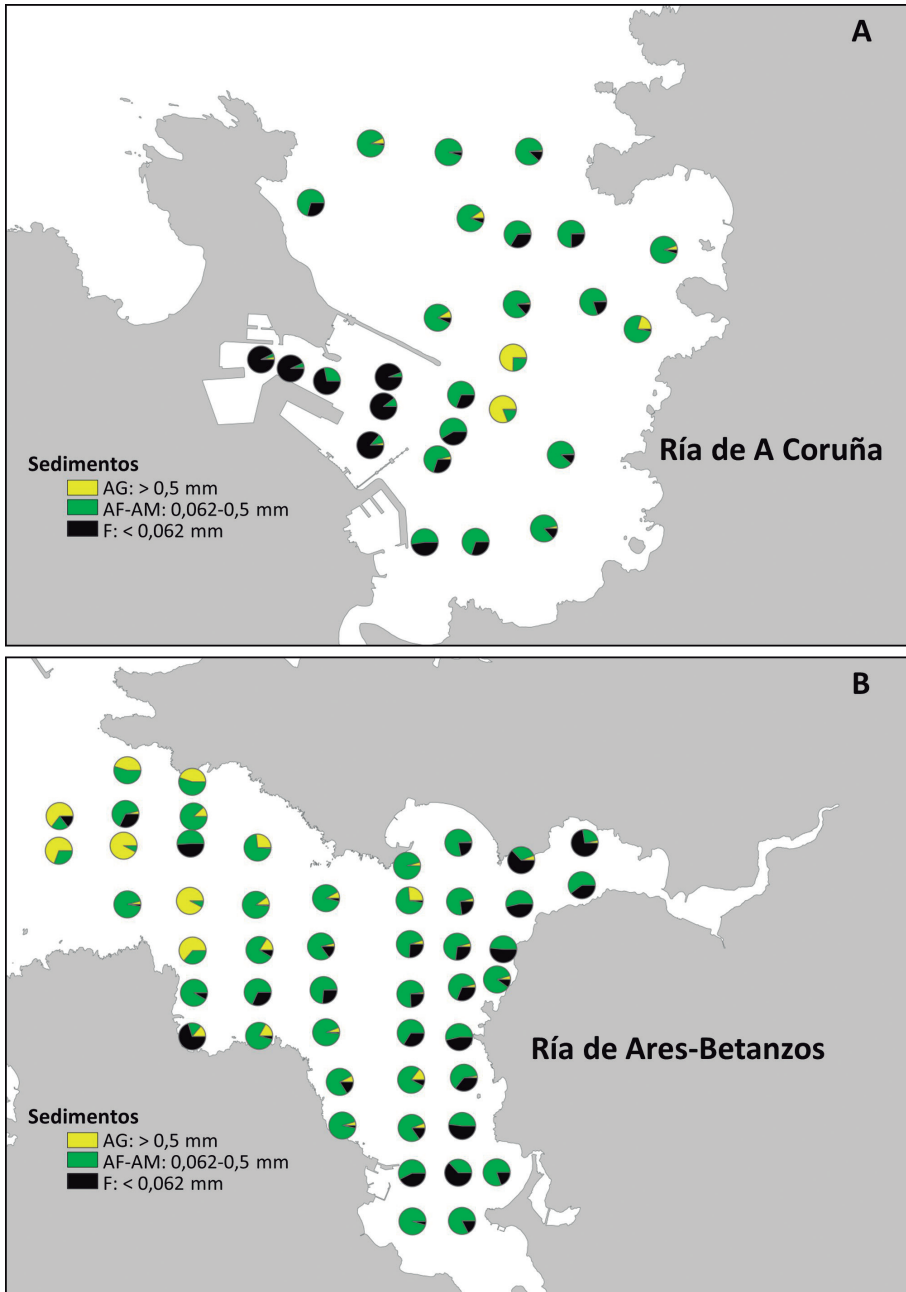 A
Ría de A Coruña
Sedimentos
AG: > 0,5 mm
AF-AM: 0,062-0,5 mm
F: < 0,062 mm
B
Ría de Ares-Betanzos
Sedimentos
AG: > 0,5 mm
AF-AM: 0,062-0,5 mm
F: < 0,062 mm